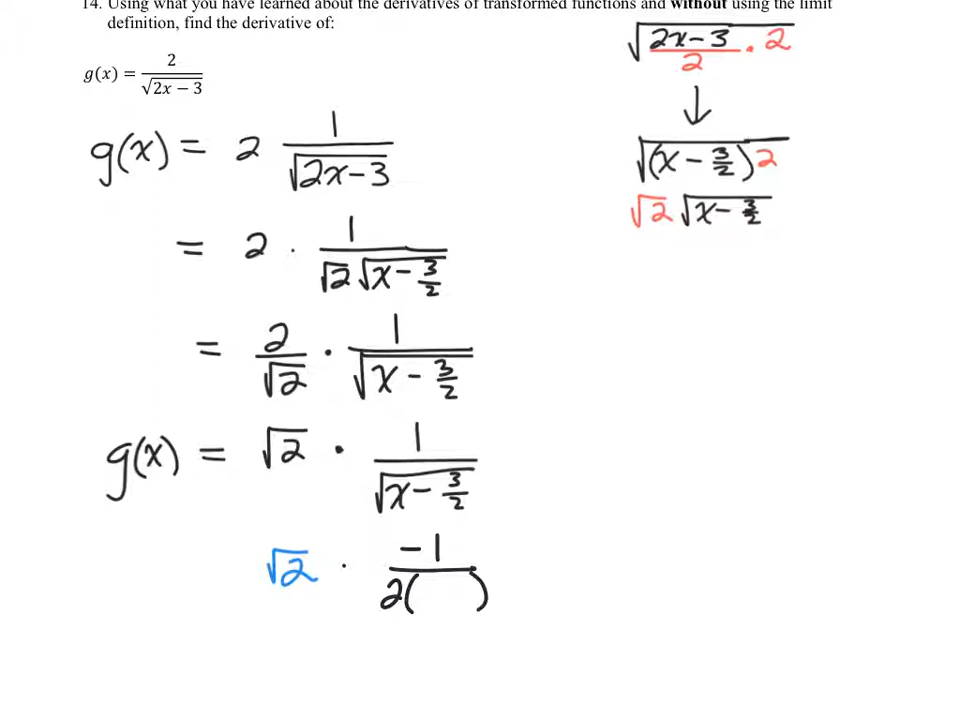 14. Using what you have learned about the derivatives of transformed functions and without using the limit
definition, find the derivative of:
g(x) = 2 / √(2x − 3)
√((2x−3)/2 · 2)
↓
√((x − 3/2) 2)
√2 √(x − 3/2)
g(x) = 2 1/√(2x−3)
= 2 · 1/(√2 √(x − 3/2))
= 2/√2 · 1/√(x − 3/2)
g(x) = √2 · 1/√(x − 3/2)
√2 · −1/2( )